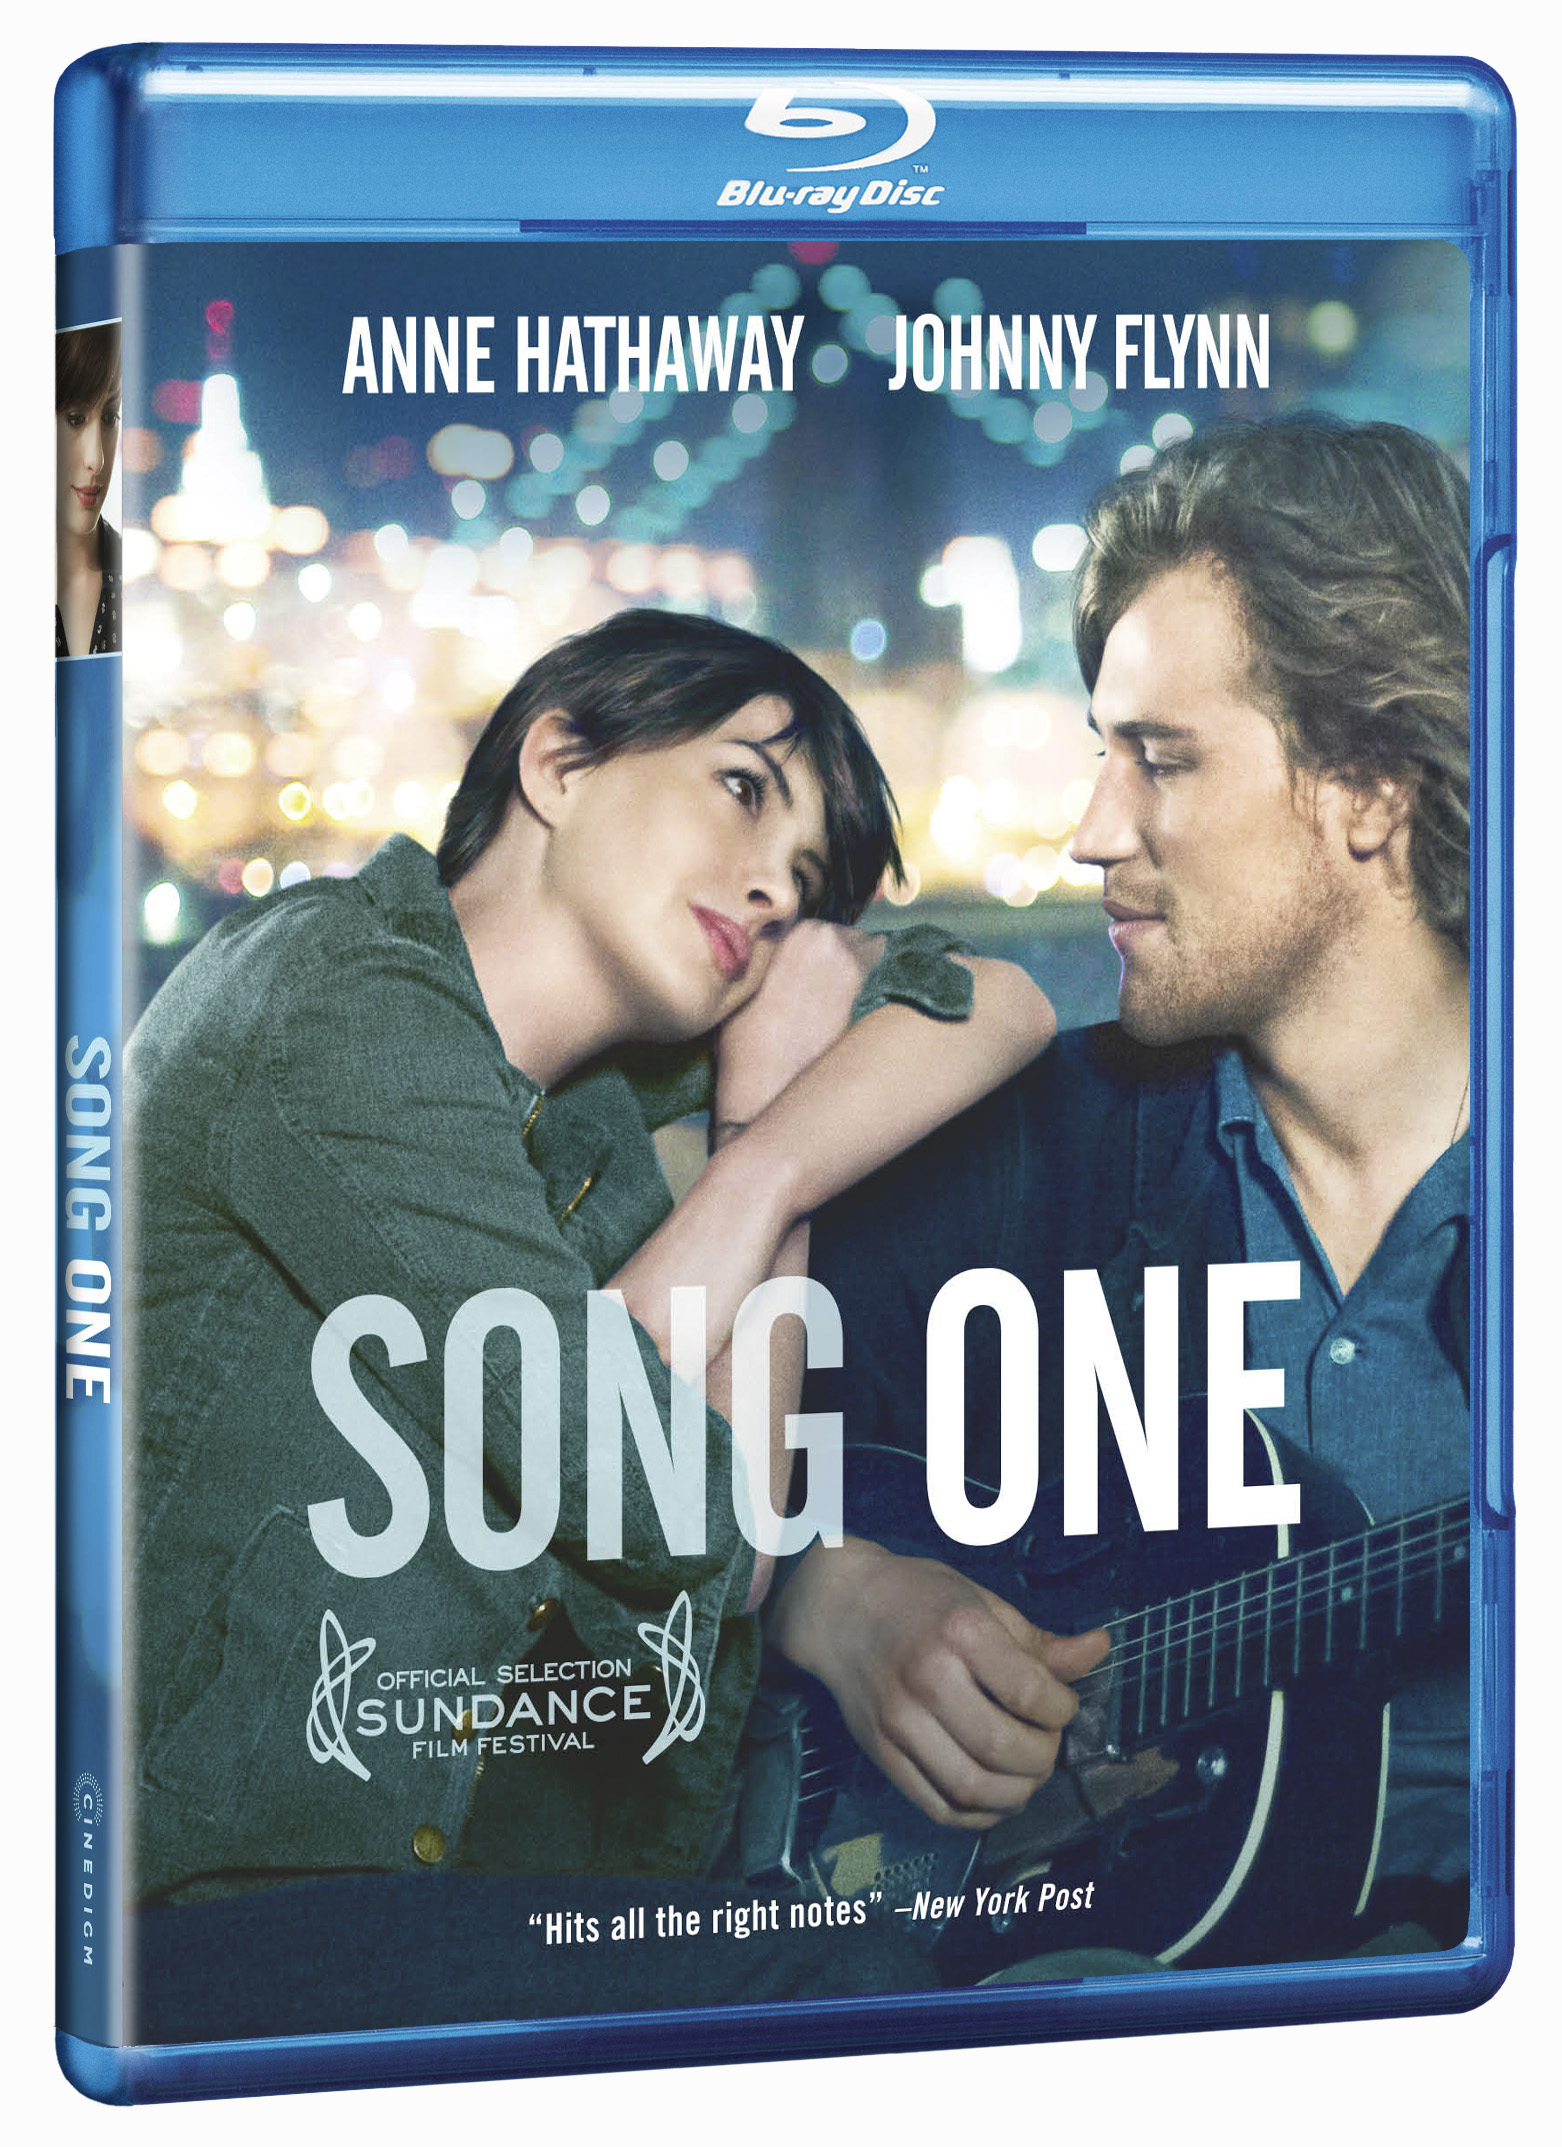 Blu-ray Disc™
ANNE HATHAWAY JOHNNY FLYNN
SONG ONE
OFFICIAL SELECTION
SUNDANCE
FILM FESTIVAL
“Hits all the right notes” –New York Post
SONG ONE
CINEDIGM